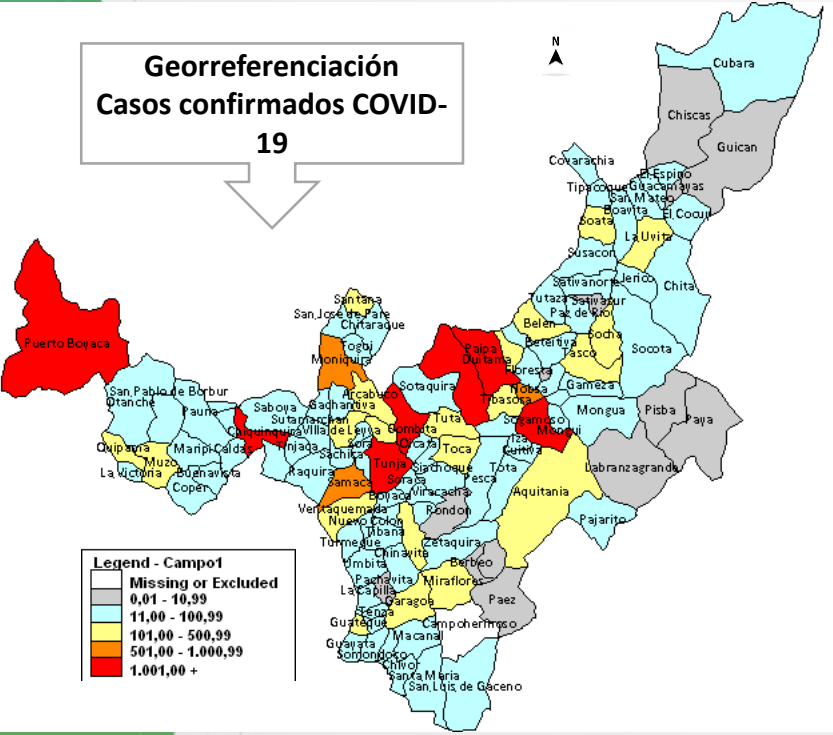 Georreferenciación
Casos confirmados COVID-
19
N
Cubara
Chiscas
Guican
Covarachia
El Espino
Tipacoque
Guacamayas
San Mateo
Boavita
El Cocuy
Soata
La Uvita
Susacon
Sativanorte
Jerico
Chita
Tutaza
Sativasur
Paz de Rio
Santana
San Jose de Pare
Chitaraque
Belen
Socha
Puerto Boyaca
Togui
Moniquira
Paipa
Duitama
Beteitiva
Tasco
Socota
Floresta
San Pablo de Borbur
Otanche
Sotaquira
Nobsa
Gameza
Arcabuco
Tibasosa
Pauna
Saboya
Gachantiva
Mongua
Pisba
Paya
Sutamarchan
Villa de Leyva
Combita
Tuta
Sogamoso
Mongui
Chiquinquira
Quipama
Maripi
Caldas
Tinjaca
Sora
Oicata
Toca
Iza
Cuitiva
Muzo
Sachica
Tunja
Siachoque
Tota
Labranzagrande
La Victoria
Buenavista
Raquira
Samaca
Soraca
Pesca
Coper
Boyaca
Viracacha
Aquitania
Ventaquemada
Rondon
Pajarito
Nuevo Colon
Tibana
Turmeque
Zetaquira
Chinavita
Umbita
Berbeo
Pachavita
Miraflores
La Capilla
Garagoa
Paez
Tenza
Guateque
Campohermoso
Macanal
Guayata
Somondoco
Chivor
Santa Maria
San Luis de Gaceno
Legend - Campo1
Missing or Excluded
0,01 - 10,99
11,00 - 100,99
101,00 - 500,99
501,00 - 1.000,99
1.001,00 +